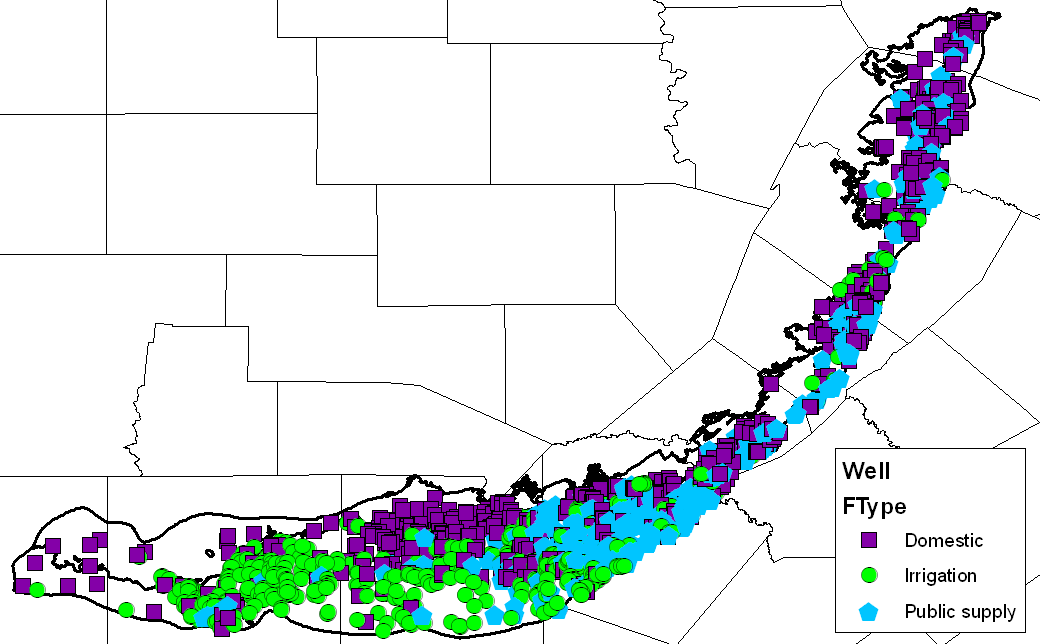 Well
FType
Domestic
Irrigation
Public supply